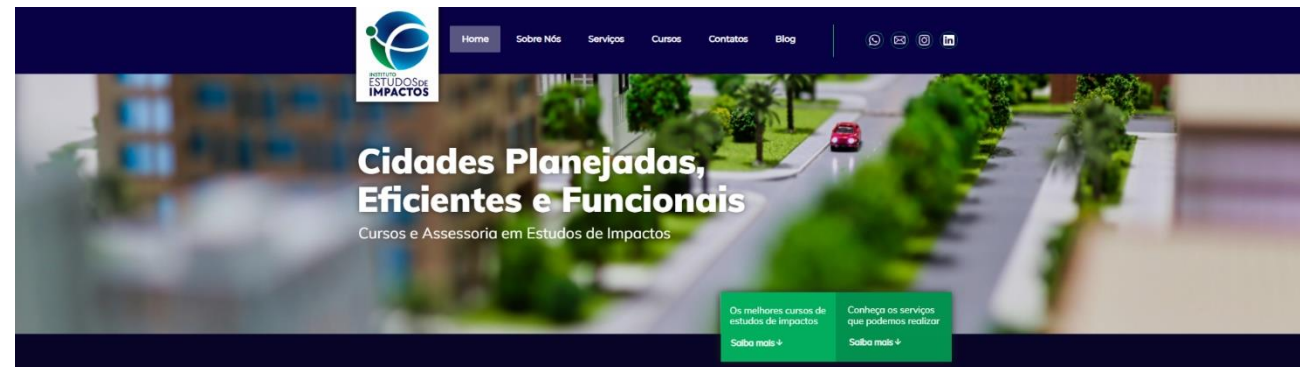 INSTITUTO
ESTUDOS DE
IMPACTOS
Home
Sobre Nós
Serviços
Cursos
Contatos
Blog
in
Cidades Planejadas,
Eficientes e Funcionais
Cursos e Assessoria em Estudos de Impactos
Os melhores cursos de
estudos de impactos
Saiba mais ↓
Conheça os serviços
que podemos realizar
Saiba mais ↓